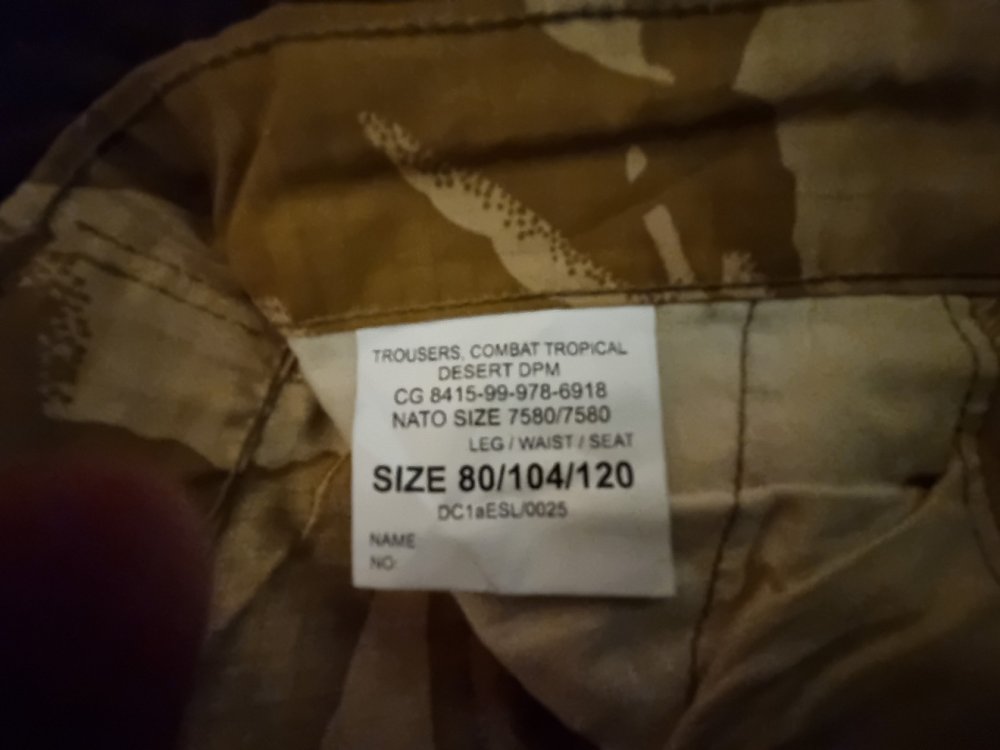 TROUSERS, COMBAT TROPICAL
DESERT DPM
CG 8415-99-978-6918
NATO SIZE 7580/7580
LEG / WAIST / SEAT
SIZE 80/104/120
DC1aESL/0025
NAME
NO: